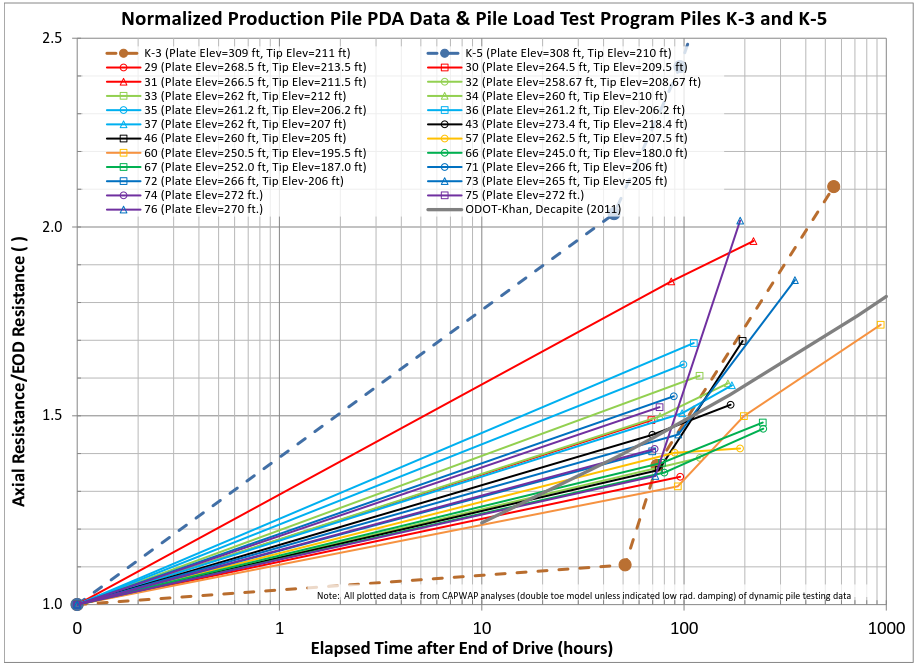 Normalized Production Pile PDA Data & Pile Load Test Program Piles K-3 and K-5
2.5
2.0
1.5
1.0
Axial Resistance/EOD Resistance ( )
K-3 (Plate Elev=309 ft, Tip Elev=211 ft)
K-5 (Plate Elev=308 ft, Tip Elev=210 ft)
29 (Plate Elev=268.5 ft, Tip Elev=213.5 ft)
30 (Plate Elev=264.5 ft, Tip Elev=209.5 ft)
31 (Plate Elev=266.5 ft, Tip Elev=211.5 ft)
32 (Plate Elev=258.67 ft, Tip Elev=208.67 ft)
33 (Plate Elev=262 ft, Tip Elev=212 ft)
34 (Plate Elev=260 ft, Tip Elev=210 ft)
35 (Plate Elev=261.2 ft, Tip Elev=206.2 ft)
36 (Plate Elev=261.2 ft, Tip Elev-206.2 ft)
37 (Plate Elev=262 ft, Tip Elev=207 ft)
43 (Plate Elev=273.4 ft, Tip Elev=218.4 ft)
46 (Plate Elev=260 ft, Tip Elev=205 ft)
57 (Plate Elev=262.5 ft, Tip Elev=207.5 ft)
60 (Plate Elev=250.5 ft, Tip Elev=195.5 ft)
66 (Plate Elev=245.0 ft, Tip Elev=180.0 ft)
67 (Plate Elev=252.0 ft, Tip Elev=187.0 ft)
71 (Plate Elev=266 ft, Tip Elev=206 ft)
72 (Plate Elev=266 ft, Tip Elev-206 ft)
73 (Plate Elev=265 ft, Tip Elev=205 ft)
74 (Plate Elev=272 ft.)
75 (Plate Elev=272 ft.)
76 (Plate Elev=270 ft.)
ODOT-Khan, Decapite (2011)
Note: All plotted data is from CAPWAP analyses (double toe model unless indicated low rad. damping) of dynamic pile testing data
0 1 10 100 1000
Elapsed Time after End of Drive (hours)